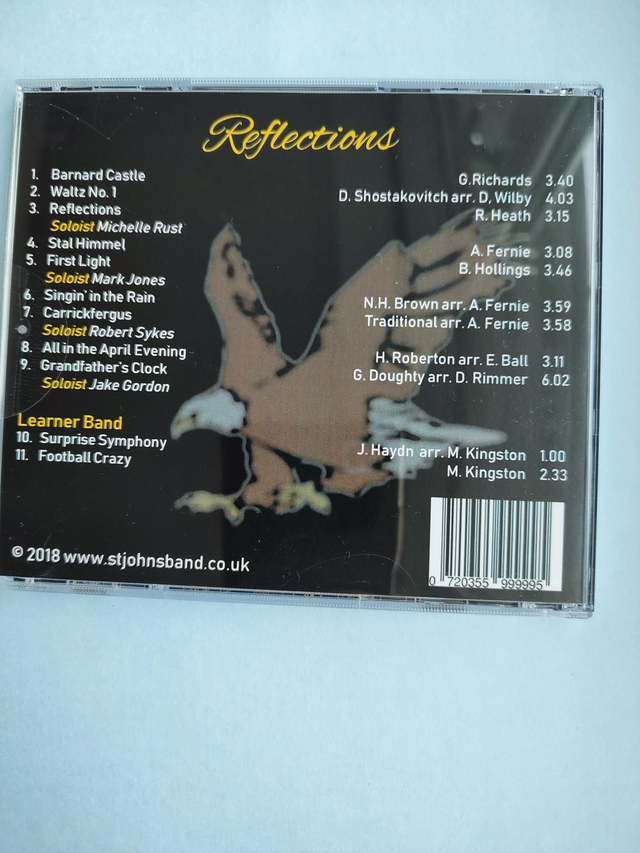 Reflections
1. Barnard Castle G.Richards 3.40
2. Waltz No.1 D. Shostakovitch arr. D, Wilby 4.03
3. Reflections R. Heath 3.15
Soloist Michelle Rust
4. Stal Himmel A. Fernie 3.08
5. First Light B. Hollings 3.46
Soloist Mark Jones
6. Singin' in the Rain N.H. Brown arr. A. Fernie 3.59
7. Carrickfergus Traditional arr. A. Fernie 3.58
Soloist Robert Sykes
8. All in the April Evening H. Roberton arr. E. Ball 3.11
9. Grandfather's Clock G. Doughty arr. D. Rimmer 6.02
Soloist Jake Gordon
Learner Band
10. Surprise Symphony J. Haydn arr. M. Kingston 1.00
11. Football Crazy M. Kingston 2.33
© 2018 www.stjohnsband.co.uk
0 720355 999995